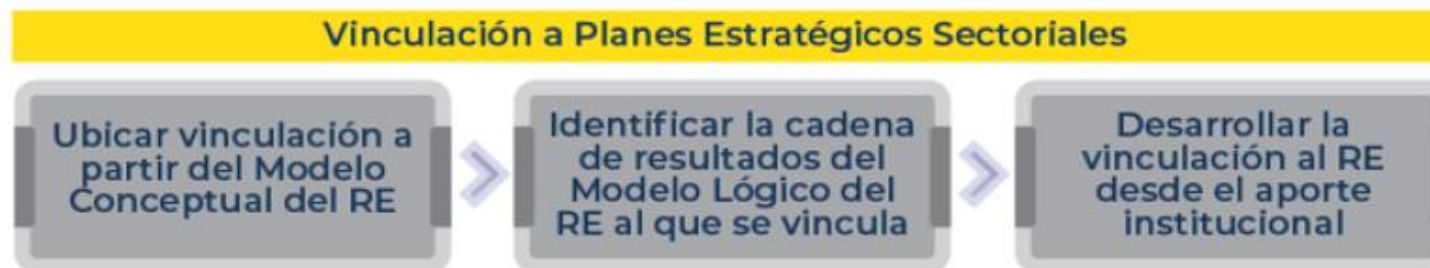 Vinculación a Planes Estratégicos Sectoriales
Ubicar vinculación a
partir del Modelo
Conceptual del RE
Identificar la cadena
de resultados del
Modelo Lógico del
RE al que se vincula
Desarrollar la
vinculación al RE
desde el aporte
institucional